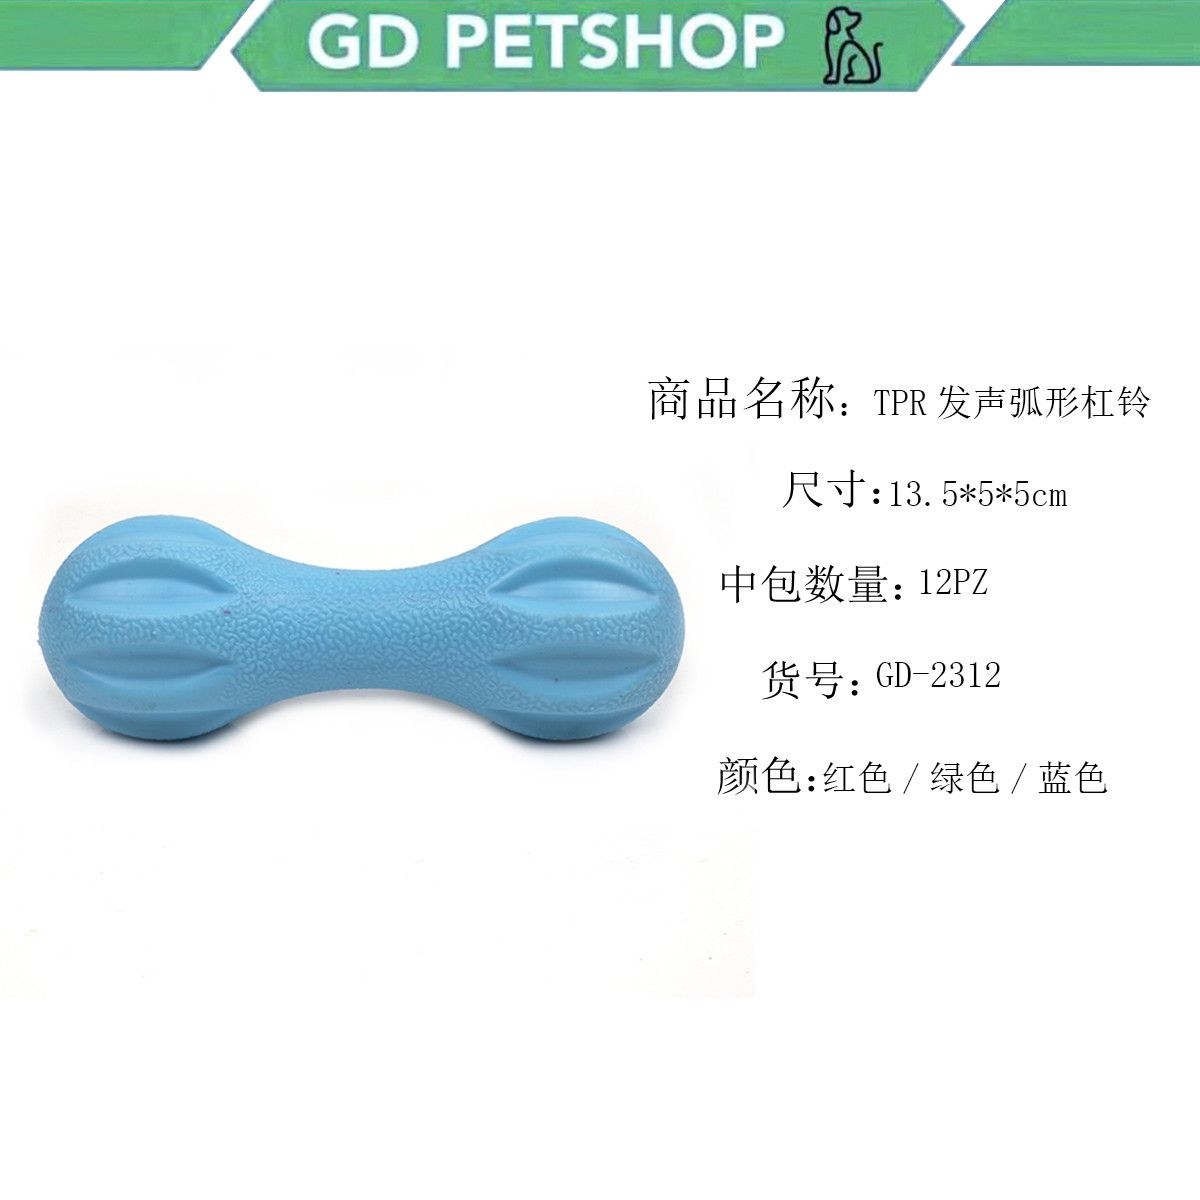 GD PETSHOP
商品名称：TPR 发声弧形杠铃
尺寸：13.5*5*5cm
中包数量：12PZ
货号：GD-2312
颜色：红色 / 绿色 / 蓝色